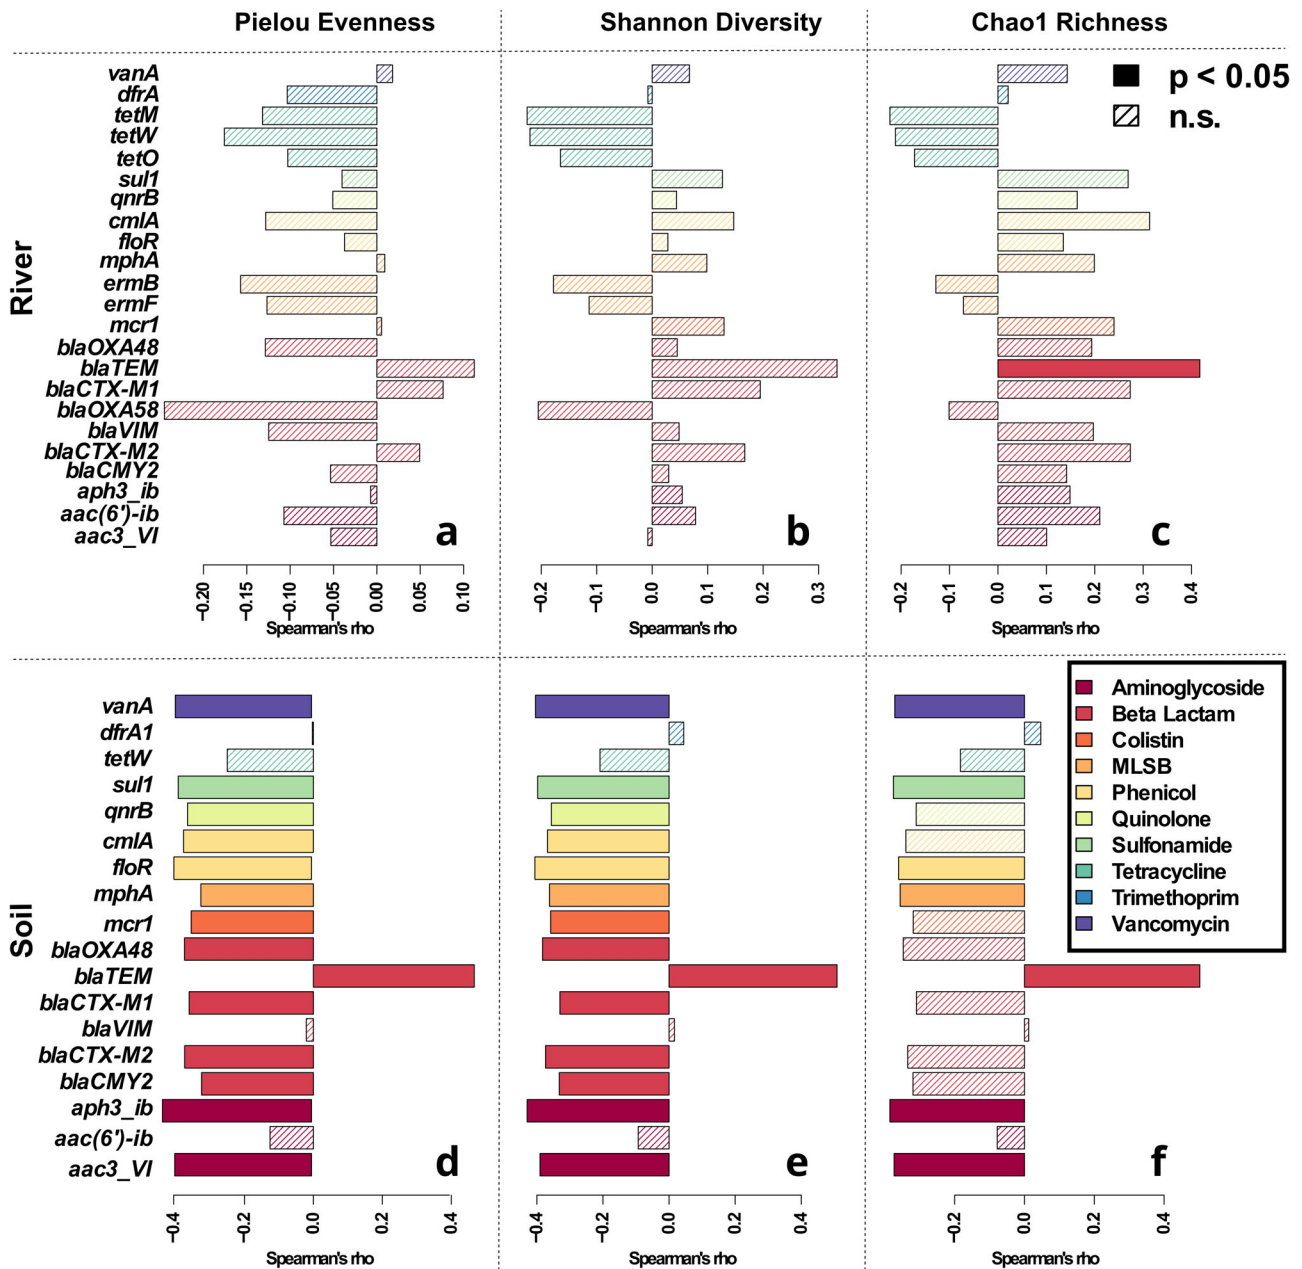 Pielou Evenness
Shannon Diversity
Chao1 Richness
River
vanA
dfrA
tetM
tetW
tetO
sul1
qnrB
cmlA
floR
mphA
ermB
ermF
mcr1
blaOXA48
blaTEM
blaCTX-M1
blaOXA58
blaVIM
blaCTX-M2
blaCMY2
aph3_ib
aac(6')-ib
aac3_VI
p < 0.05
n.s.
a
b
c
−0.20 −0.15 −0.10 −0.05 0.00 0.05 0.10
Spearman's rho
−0.2 −0.1 0.0 0.1 0.2 0.3
Spearman's rho
−0.2 −0.1 0.0 0.1 0.2 0.3 0.4
Spearman's rho
Soil
vanA
dfrA1
tetW
sul1
qnrB
cmlA
floR
mphA
mcr1
blaOXA48
blaTEM
blaCTX-M1
blaVIM
blaCTX-M2
blaCMY2
aph3_ib
aac(6')-ib
aac3_VI
Aminoglycoside
Beta Lactam
Colistin
MLSB
Phenicol
Quinolone
Sulfonamide
Tetracycline
Trimethoprim
Vancomycin
d
e
f
−0.4 −0.2 0.0 0.2 0.4
Spearman's rho
−0.4 −0.2 0.0 0.2 0.4
Spearman's rho
−0.2 0.0 0.2 0.4
Spearman's rho